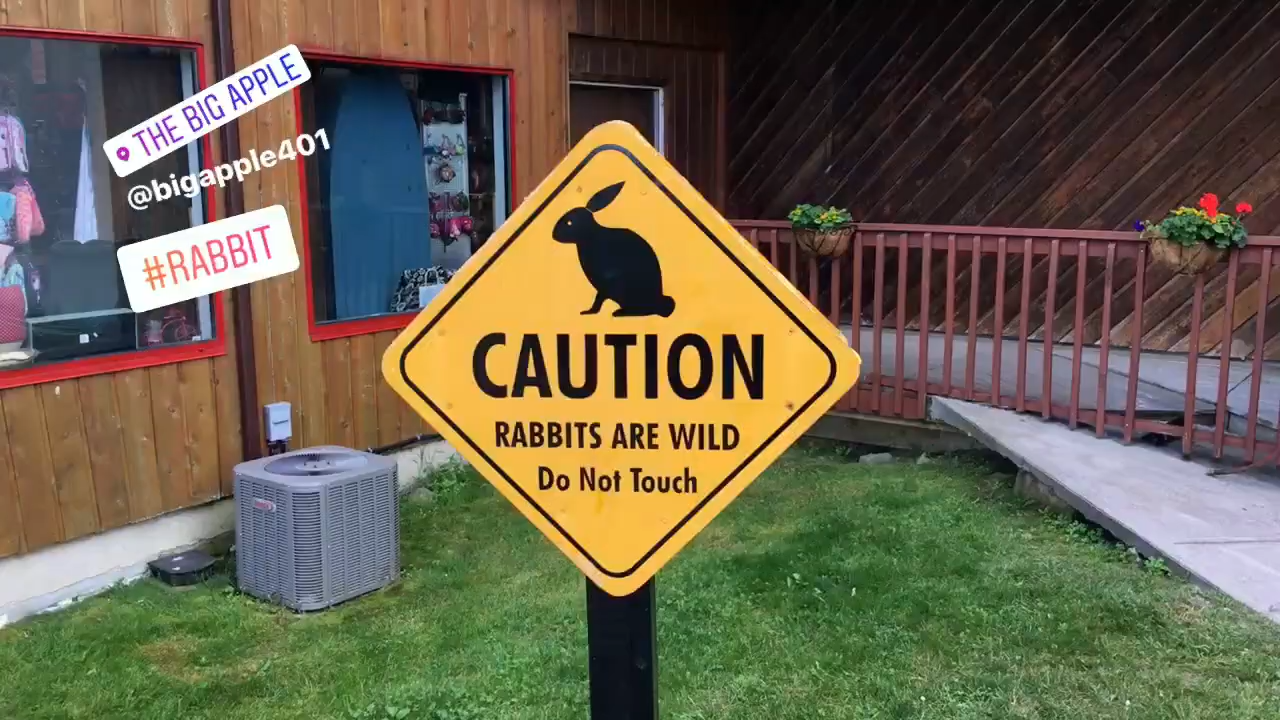 THE BIG APPLE
@bigapple401
#RABBIT
CAUTION
RABBITS ARE WILD
Do Not Touch